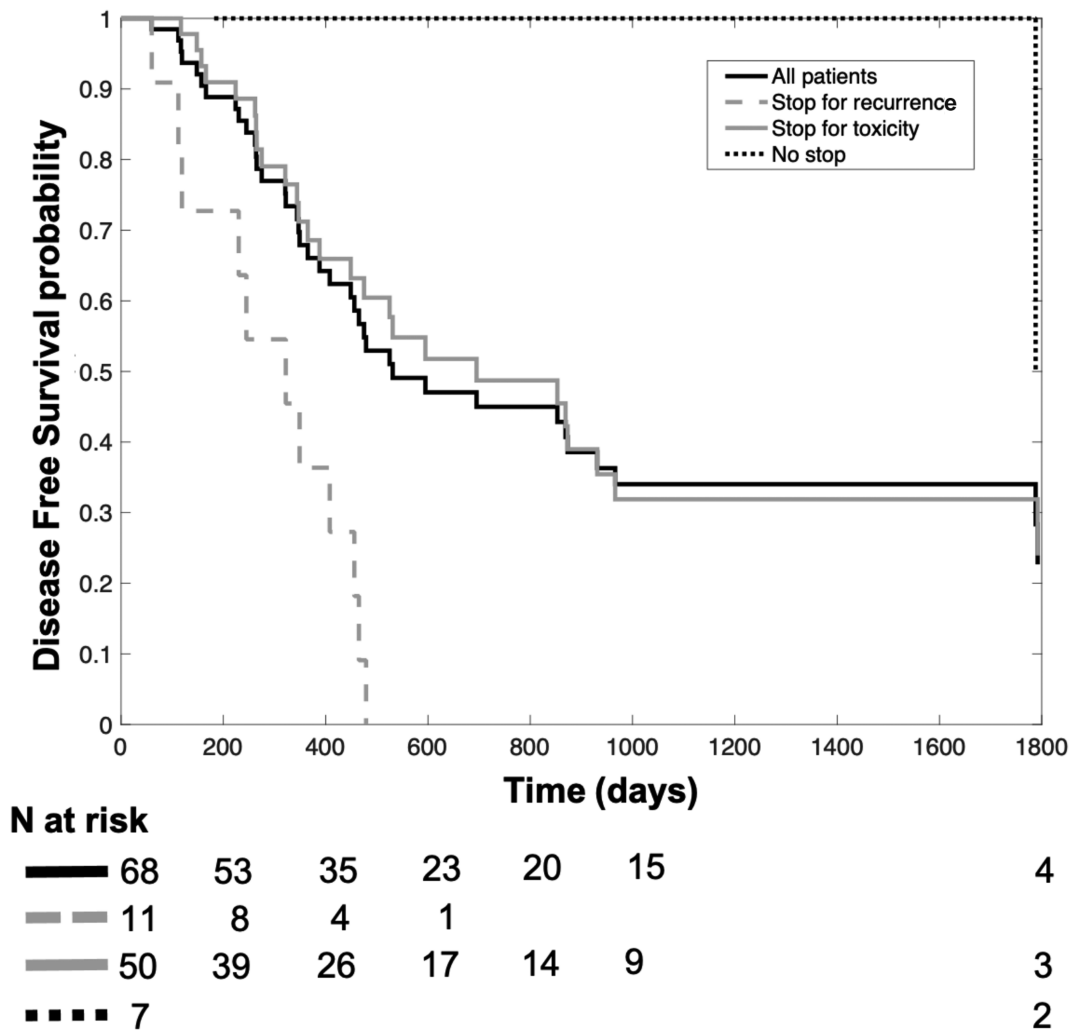 Disease Free Survival probability
1
0.9
0.8
0.7
0.6
0.5
0.4
0.3
0.2
0.1
0
All patients
Stop for recurrence
Stop for toxicity
No stop
0 200 400 600 800 1000 1200 1400 1600 1800
Time (days)
N at risk
68 53 35 23 20 15 4
11 8 4 1
50 39 26 17 14 9 3
7 2